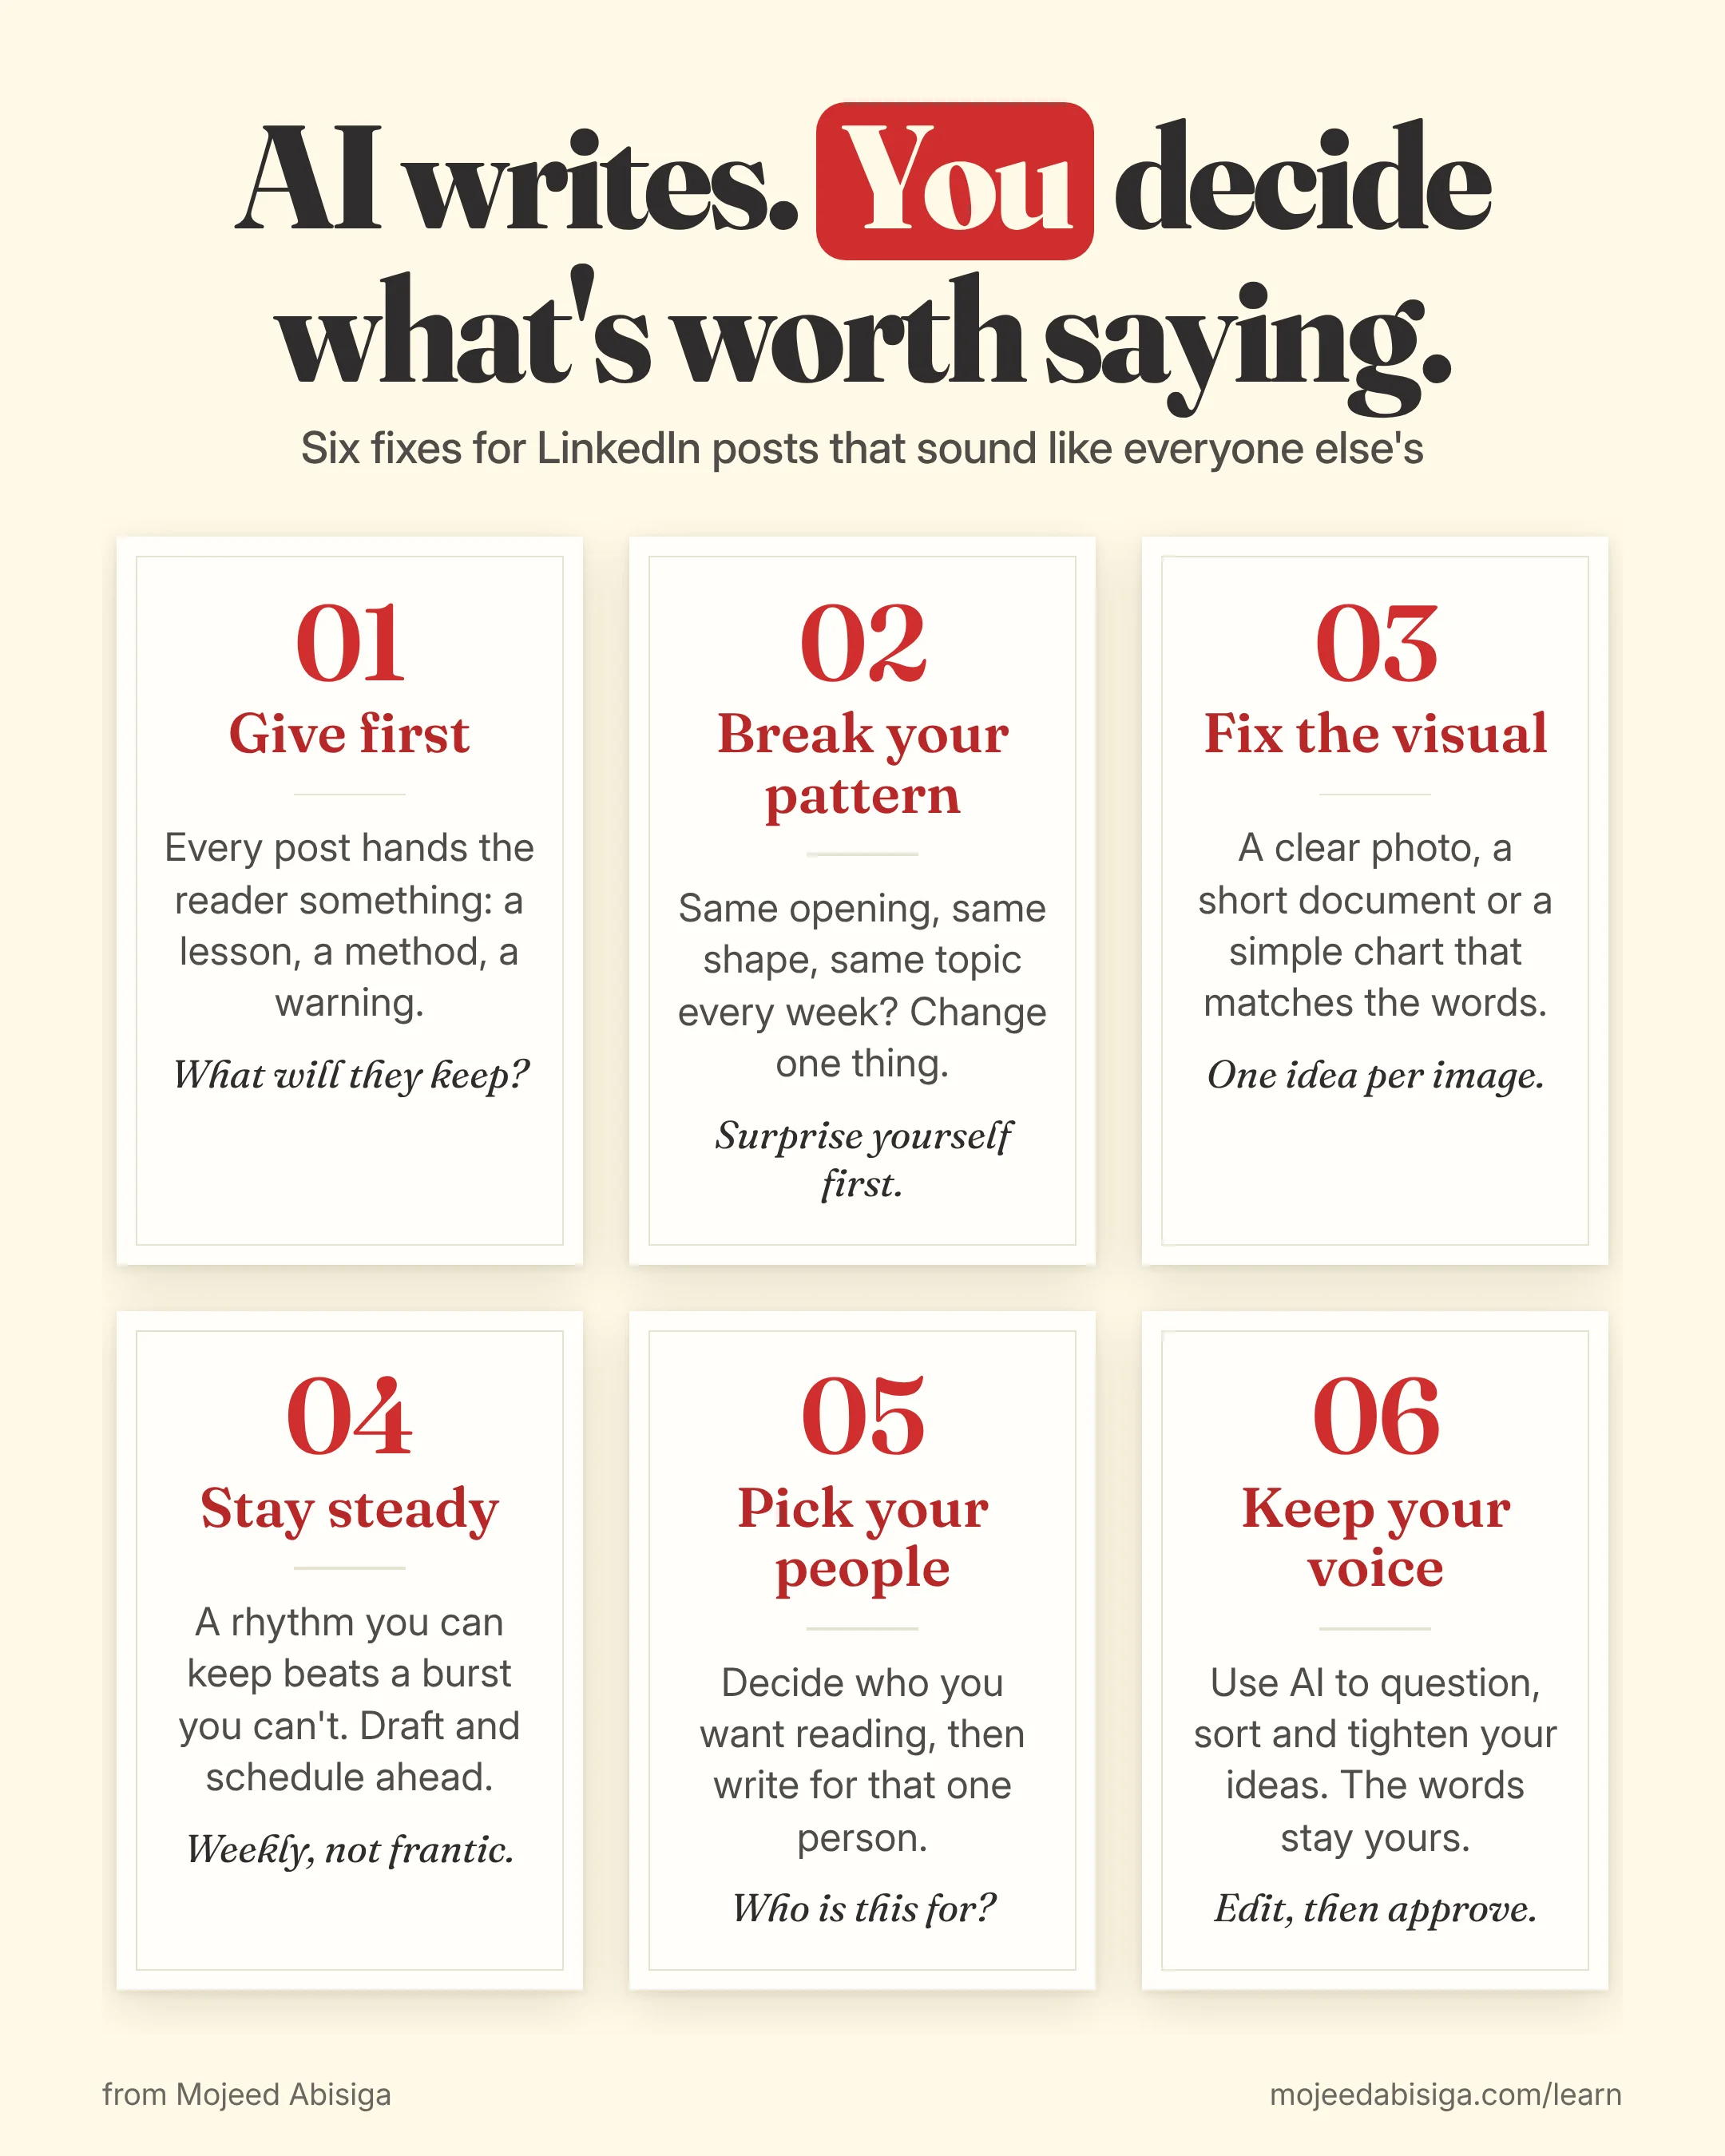 AI writes. You decide
what's worth saying.
Six fixes for LinkedIn posts that sound like everyone else's
01
Give first
Every post hands the
reader something: a
lesson, a method, a
warning.
What will they keep?
02
Break your
pattern
Same opening, same
shape, same topic
every week? Change
one thing.
Surprise yourself
first.
03
Fix the visual
A clear photo, a
short document or a
simple chart that
matches the words.
One idea per image.
04
Stay steady
A rhythm you can
keep beats a burst
you can't. Draft and
schedule ahead.
Weekly, not frantic.
05
Pick your
people
Decide who you
want reading, then
write for that one
person.
Who is this for?
06
Keep your
voice
Use AI to question,
sort and tighten your
ideas. The words
stay yours.
Edit, then approve.
from Mojeed Abisiga
mojeedabisiga.com/learn